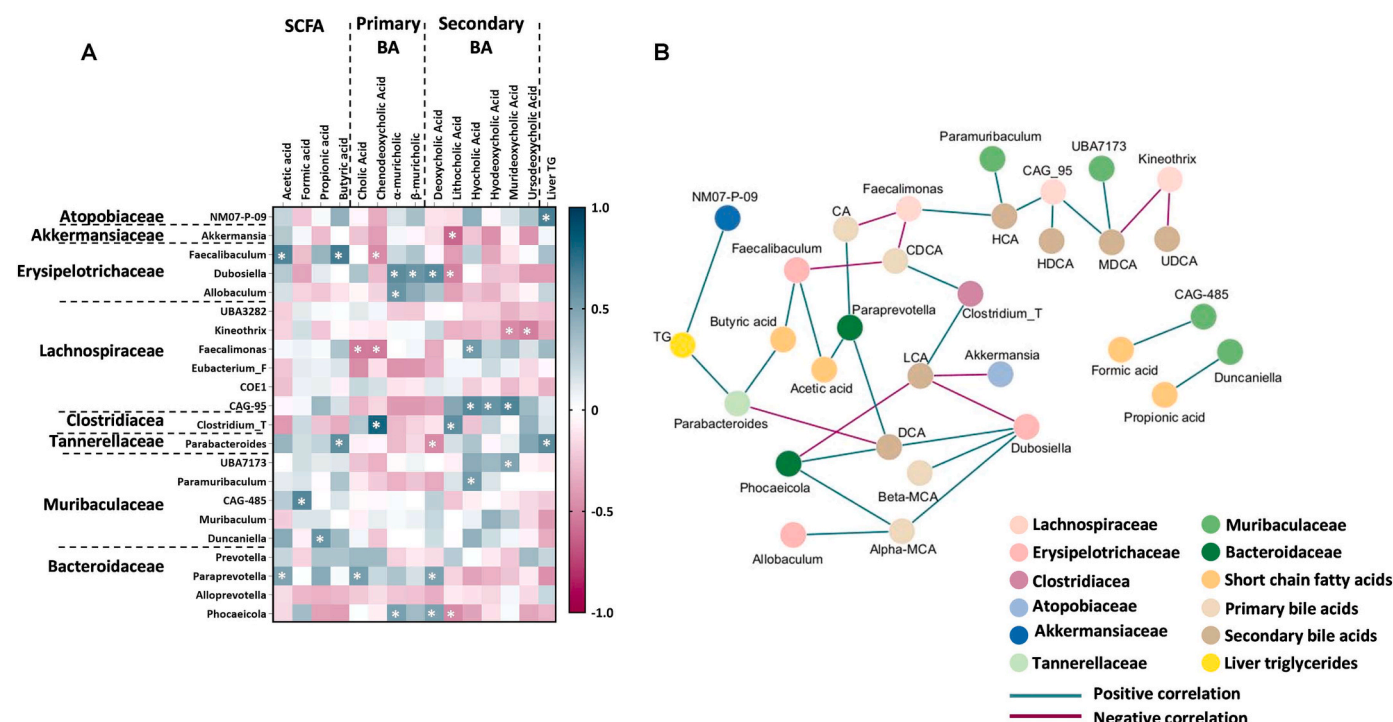 A
SCFA
Primary
BA
Secondary
BA
Acetic acid
Formic acid
Propionic acid
Butyric acid
Cholic Acid
Chenodeoxycholic Acid
α-muricholic
β-muricholic
Deoxycholic Acid
Lithocholic Acid
Hyocholic Acid
Hyodeoxycholic Acid
Murideoxycholic Acid
Ursodeoxycholic Acid
Liver TG
Atopobiaceae
Akkermansiaceae
Erysipelotrichaceae
Lachnospiraceae
Clostridiacea
Tannerellaceae
Muribaculaceae
Bacteroidaceae
NM07-P-09
Akkermansia
Faecalibaculum
Dubosiella
Allobaculum
UBA3282
Kineothrix
Faecalimonas
Eubacterium_F
COE1
CAG-95
Clostridium_T
Parabacteroides
UBA7173
Paramuribaculum
CAG-485
Muribaculum
Duncaniella
Prevotella
Paraprevotella
Alloprevotella
Phocaeicola
1.0
0.5
0
-0.5
-1.0
B
Paramuribaculum
UBA7173
Kineothrix
CAG_95
Faecalimonas
NM07-P-09
CA
HCA
HDCA
MDCA
UDCA
Faecalibaculum
CDCA
CAG-485
Clostridium_T
Paraprevotella
Butyric acid
TG
LCA
Akkermansia
Acetic acid
Formic acid
Duncaniella
Propionic acid
Parabacteroides
DCA
Dubosiella
Phocaeicola
Beta-MCA
Allobaculum
Alpha-MCA
Lachnospiraceae
Erysipelotrichaceae
Clostridiacea
Atopobiaceae
Akkermansiaceae
Tannerellaceae
Muribaculaceae
Bacteroidaceae
Short chain fatty acids
Primary bile acids
Secondary bile acids
Liver triglycerides
Positive correlation
Negative correlation